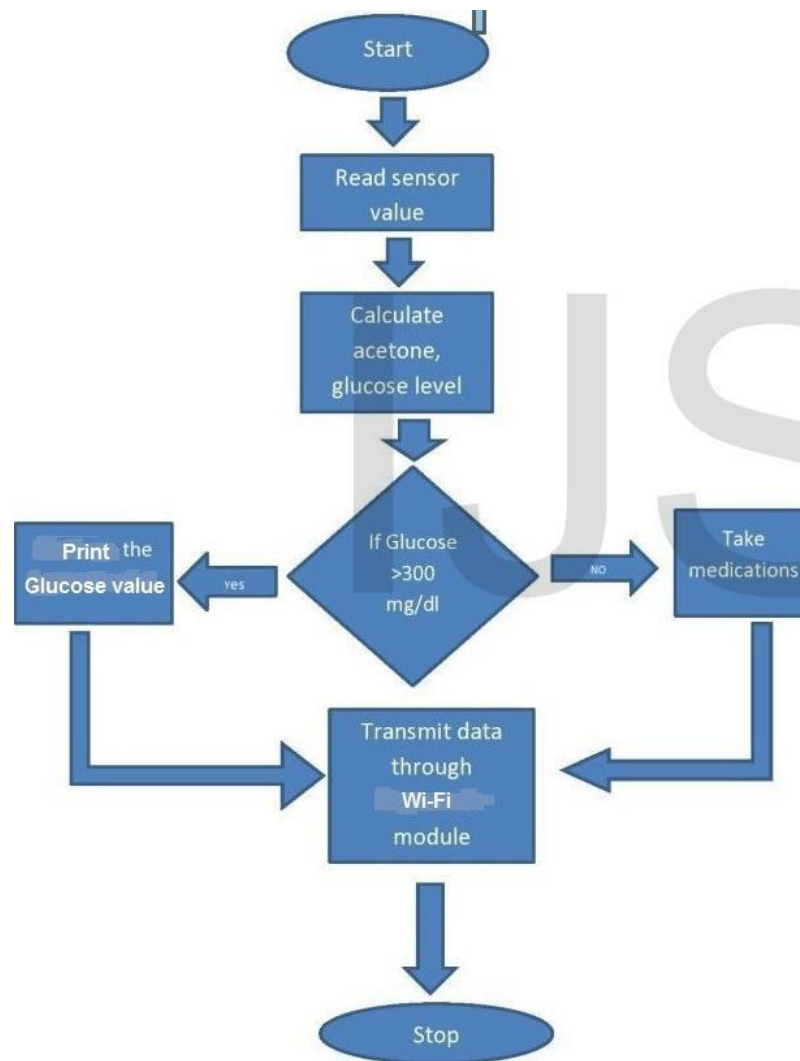 Start
Read sensor
value
Calculate
acetone,
glucose level
If Glucose
>300
mg/dl
Yes
NO
Print the
Glucose value
Take
medications
Transmit data
through
Wi-Fi
module
Stop
IJS